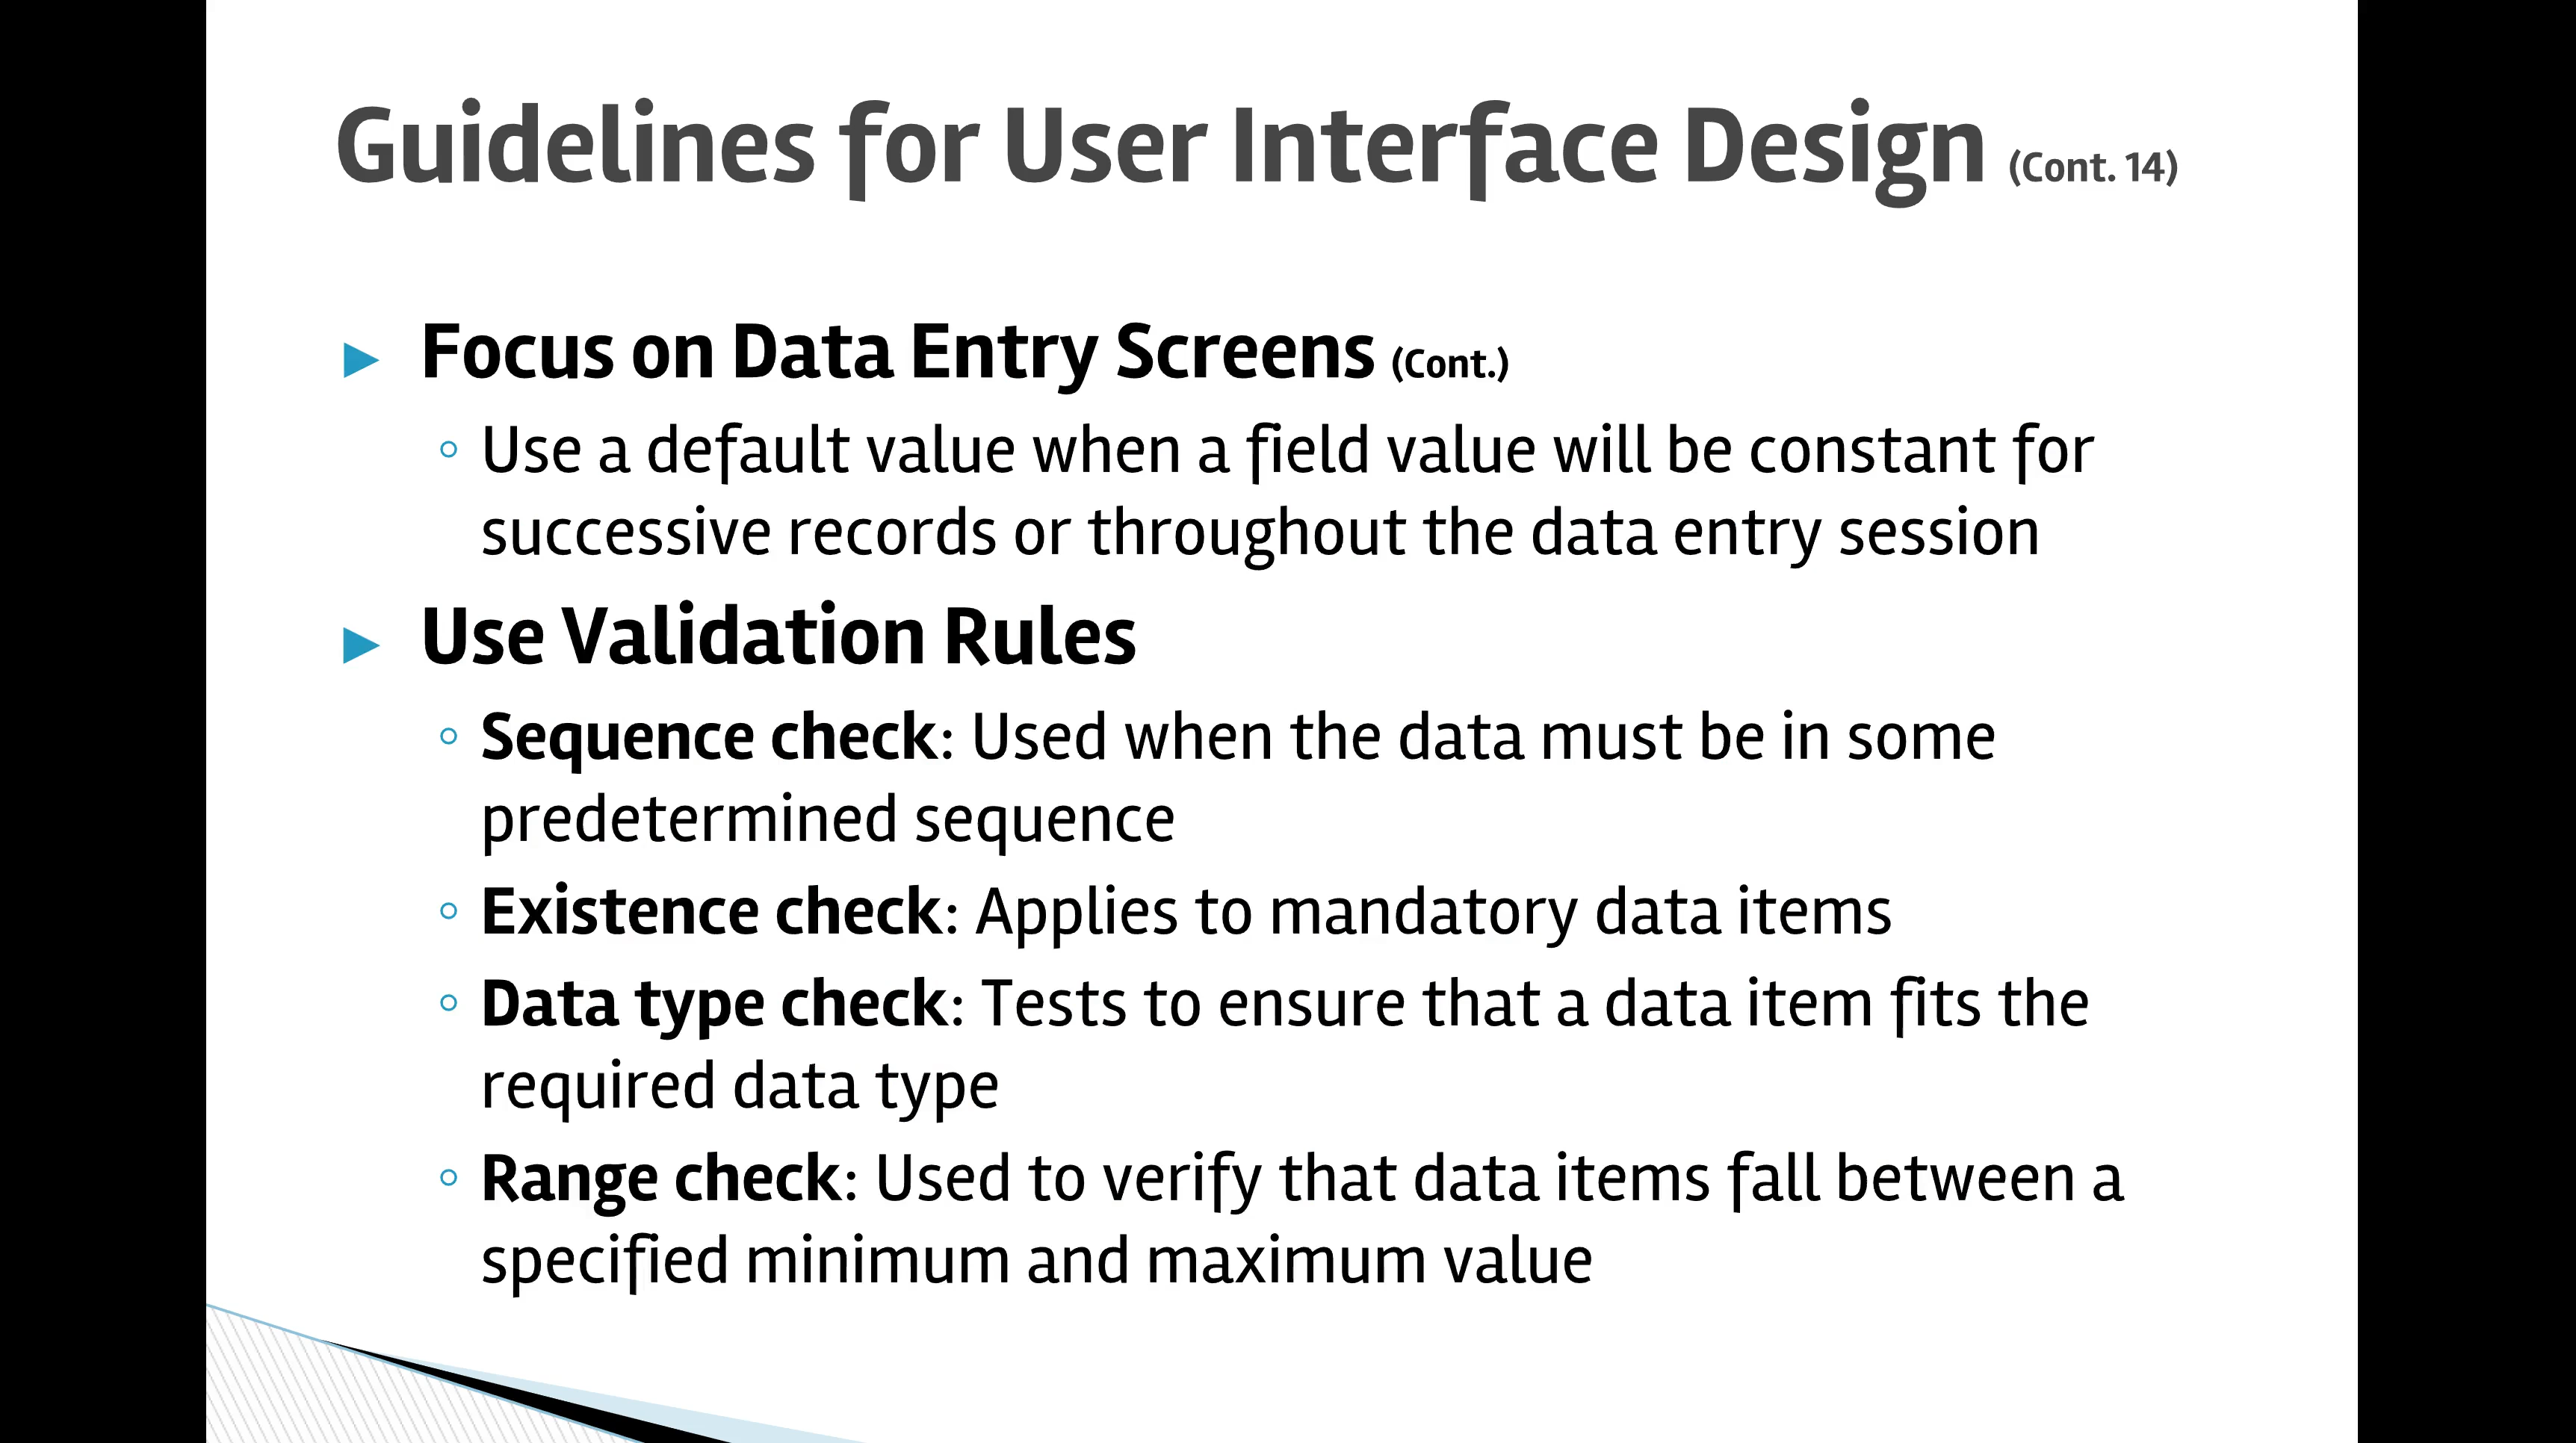 Guidelines for User Interface Design (Cont. 14)
► Focus on Data Entry Screens (Cont.)
◦ Use a default value when a field value will be constant for
successive records or throughout the data entry session
► Use Validation Rules
◦ Sequence check: Used when the data must be in some
predetermined sequence
◦ Existence check: Applies to mandatory data items
◦ Data type check: Tests to ensure that a data item fits the
required data type
◦ Range check: Used to verify that data items fall between a
specified minimum and maximum value